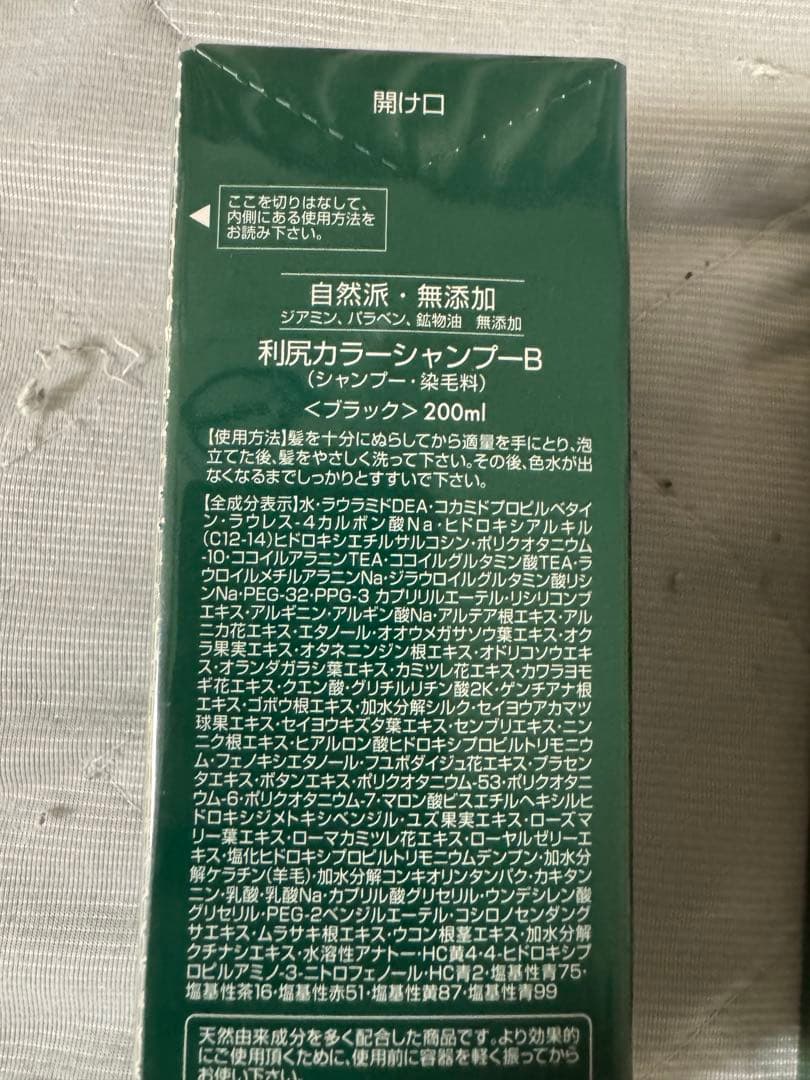 開け口
ここを切りはなして、
内側にある使用方法を
お読み下さい。
自然派・無添加
ジアミン、パラベン、鉱物油 無添加
利尻カラーシャンプーB
(シャンプー・染毛料)
<ブラック> 200ml
【使用方法】髪を十分にぬらしてから適量を手にとり、泡
立てた後、髪をやさしく洗って下さい。その後、色水が出
なくなるまでしっかりとすすいで下さい。
【全成分表示】水・ラウラミドDEA・コカミドプロピルベタイ
ン・ラウレス-4カルボン酸Na・ヒドロキシアルキル
(C12-14)ヒドロキシエチルサルコシン・ポリクオタニウム
-10・ココイルアラニンTEA・ココイルグルタミン酸TEA・ラ
ウロイルメチルアラニンNa・ジラウロイルグルタミン酸リシ
ンNa・PEG-32・PPG-3 カプリリルエーテル・リシリコンブ
エキス・アルギニン・アルギン酸Na・アルテア根エキス・アル
ニカ花エキス・エタノール・オオウメガサソウ葉エキス・オク
ラ果実エキス・オタネニンジン根エキス・オドリコソウエキ
ス・オランダガラシ葉エキス・カミツレ花エキス・カワラヨモ
ギ花エキス・クエン酸・グリチルリチン酸2K・ゲンチアナ根
エキス・ゴボウ根エキス・加水分解シルク・セイヨウアカマツ
球果エキス・セイヨウキズタ葉エキス・センブリエキス・ニン
ニク根エキス・ヒアルロン酸ヒドロキシプロピルトリモニウ
ム・フェノキシエタノール・フユボダイジュ花エキス・プラセン
タエキス・ボタンエキス・ポリクオタニウム-53・ポリクオタニ
ウム-6・ポリクオタニウム-7・マロン酸ビスエチルヘキシルヒ
ドロキシジメトキシベンジル・ユズ果実エキス・ローズマ
リー葉エキス・ローマカミツレ花エキス・ローヤルゼリーエ
キス・塩化ヒドロキシプロピルトリモニウムデンプン・加水分
解ケラチン(羊毛)・加水分解コンキオリンタンパク・カキタン
ニン・乳酸・乳酸Na・カプリル酸グリセリル・ウンデシレン酸
グリセリル・PEG-2ベンジルエーテル・コシロノセンダング
サエキス・ムラサキ根エキス・ウコン根茎エキス・加水分解
クチナシエキス・水溶性アナトー・HC黄4・4-ヒドロキシプ
ロピルアミノ-3-ニトロフェノール・HC青2・塩基性青75・
塩基性茶16・塩基性赤51・塩基性黄87・塩基性青99
天然由来成分を多く配合した商品です。より効果的
にご使用頂くために、使用前に容器を軽く振ってから
お使い下さい。